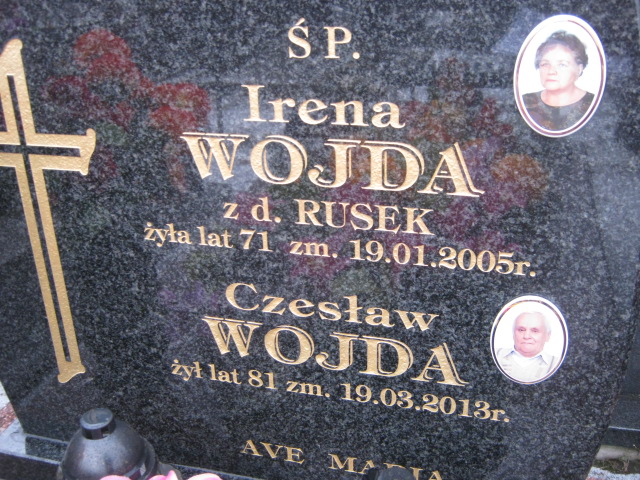 Ś P.
Irena
WOJDA
z d. RUSEK
żyła lat 71 zm. 19.01.2005r.
Czesław
WOJDA
żył lat 81 zm. 19.03.2013r.
AVE MARIA